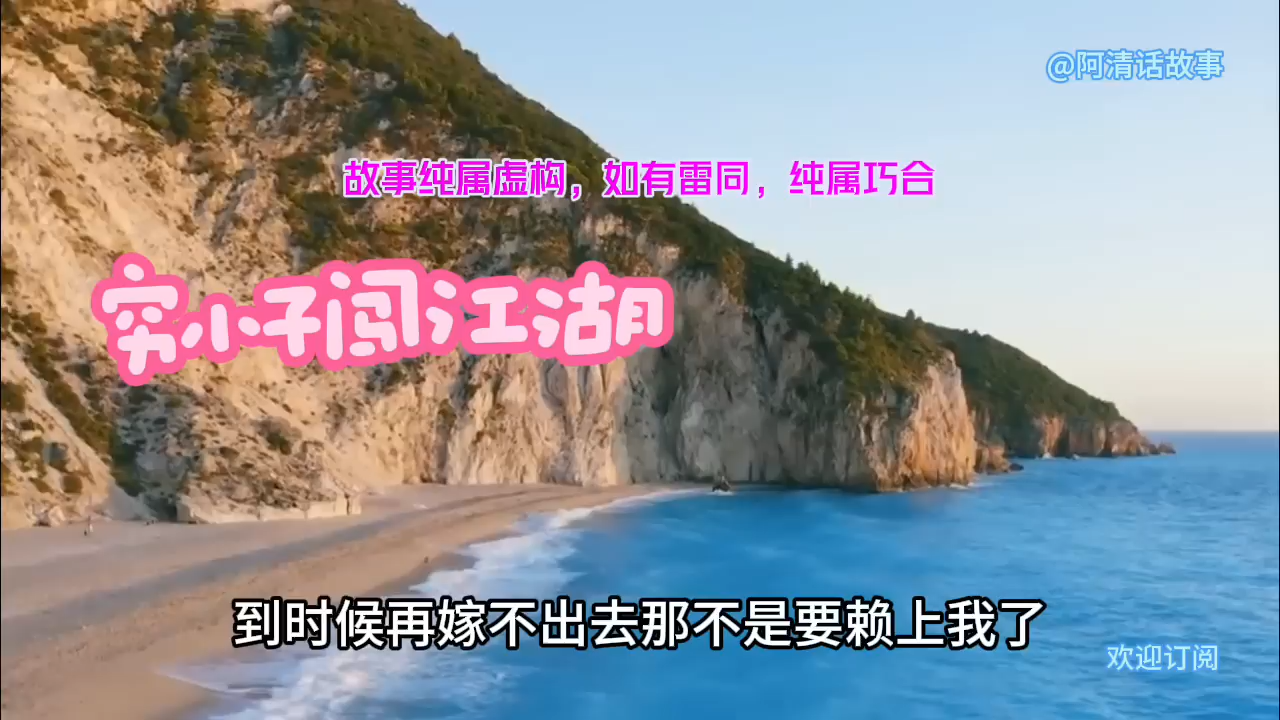 @阿清话故事
故事纯属虚构，如有雷同，纯属巧合
穷小子闯江湖
到时候再嫁不出去那不是要赖上我了
欢迎订阅